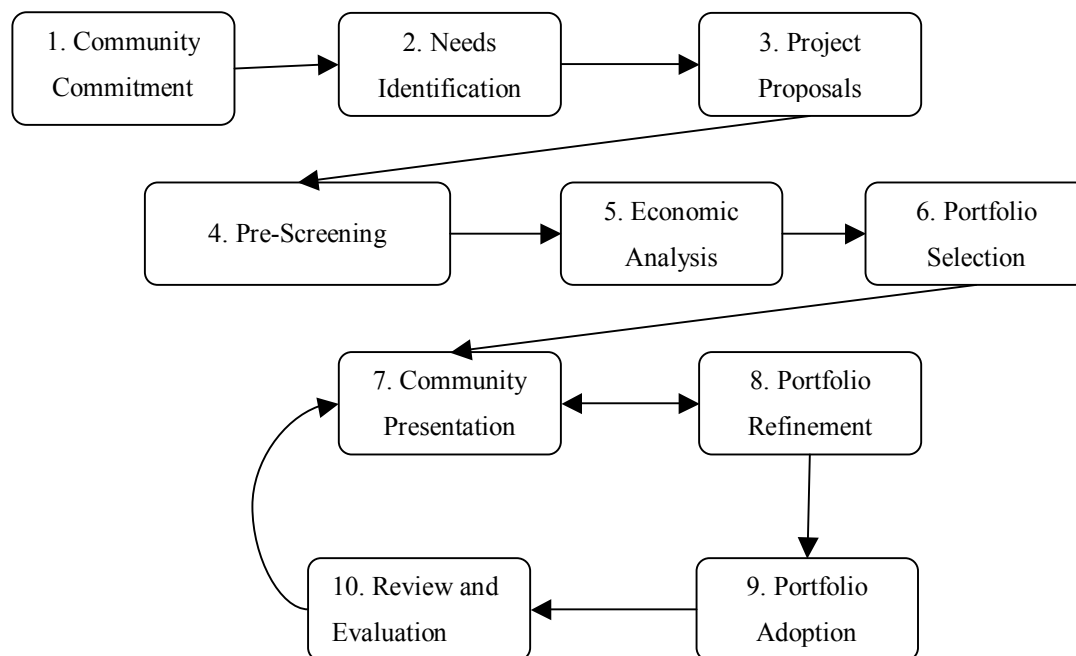 1. Community
Commitment
2. Needs
Identification
3. Project
Proposals
4. Pre-Screening
5. Economic
Analysis
6. Portfolio
Selection
7. Community
Presentation
8. Portfolio
Refinement
10. Review and
Evaluation
9. Portfolio
Adoption